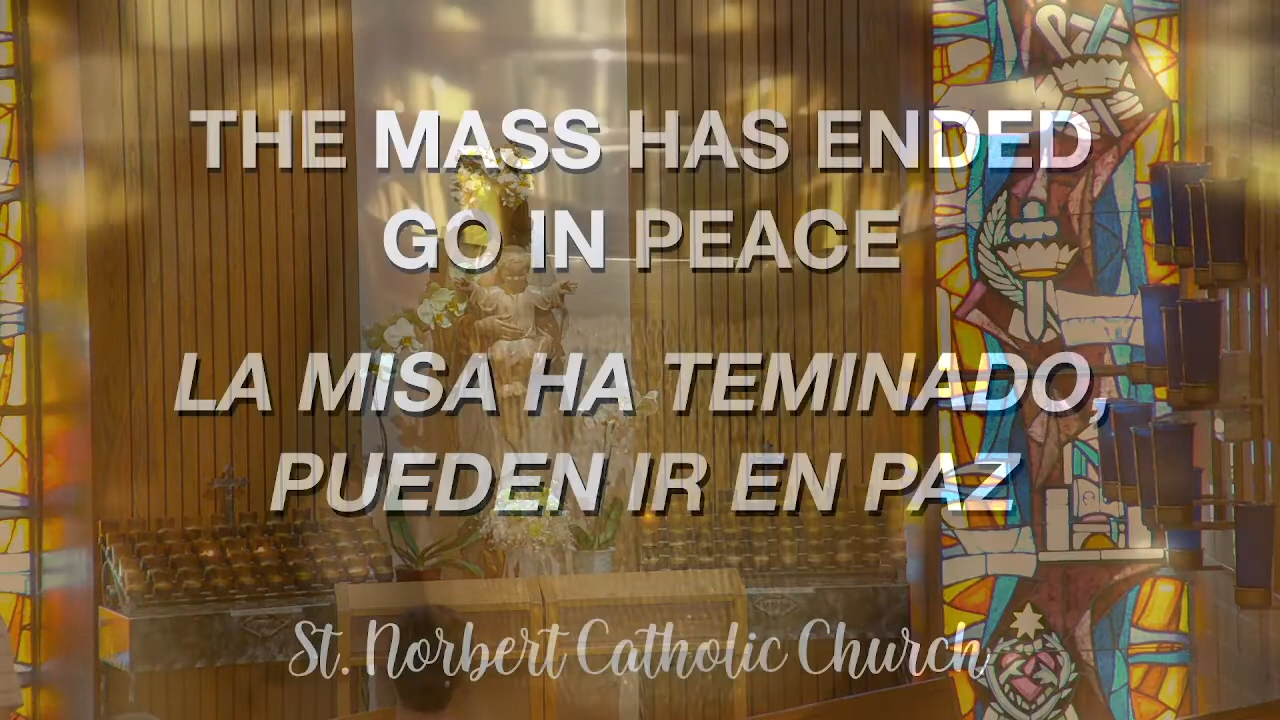 THE MASS HAS ENDED
GO IN PEACE
LA MISA HA TEMINADO,
PUEDEN IR EN PAZ
St. Norbert Catholic Church